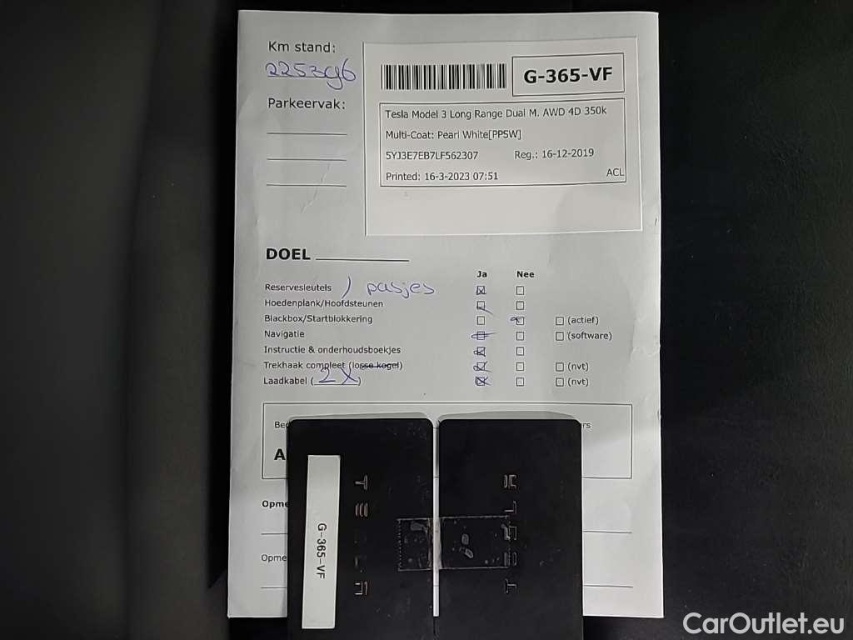 Km stand:
225396
Parkeervak:
G-365-VF
Tesla Model 3 Long Range Dual M. AWD 4D 350k
Multi-Coat: Pearl White[PPSW]
5YJ3E7EB7LF562307 Reg.: 16-12-2019
Printed: 16-3-2023 07:51 ACL
DOEL
Ja Nee
Reservesleutels / pasjes
Hoedenplank/Hoofdsteunen
Blackbox/Startblokkering (actief)
Navigatie (software)
Instructie & onderhoudsboekjes
Trekhaak compleet (losse kogel) (nvt)
Laadkabel (2x) (nvt)
G-365-VF
TESLA
TESLA
CarOutlet.eu